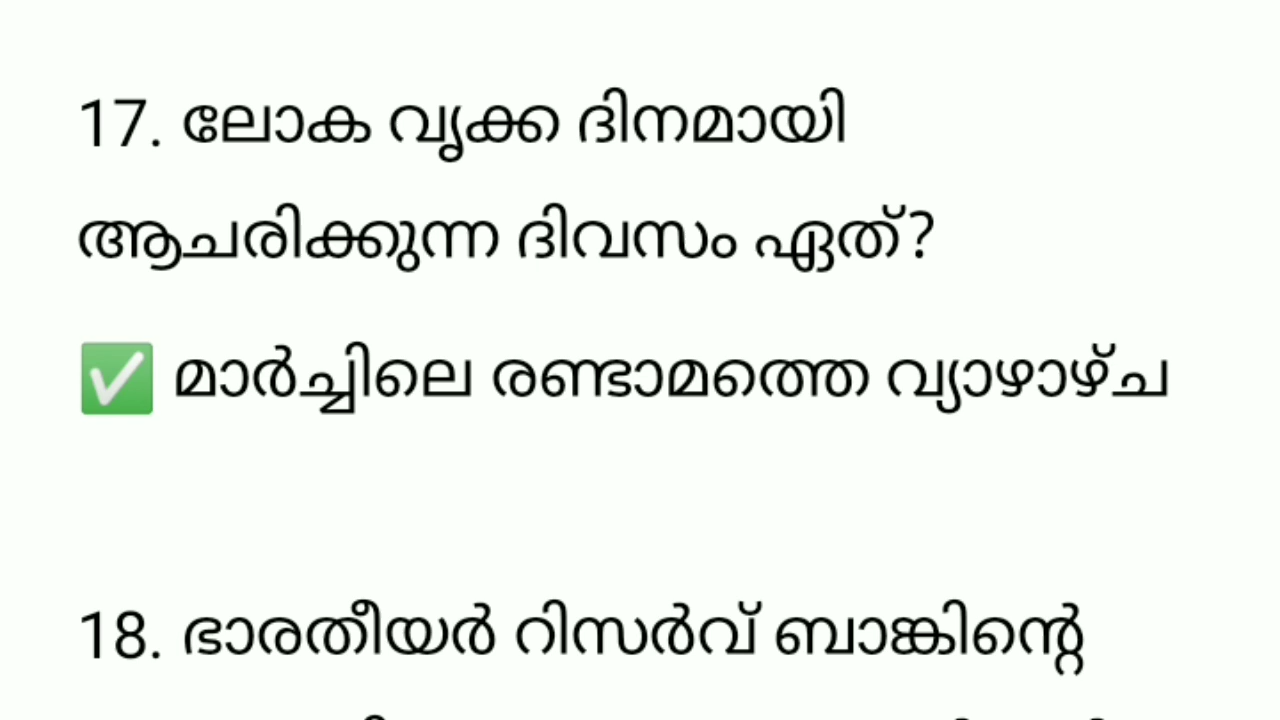 17. ലോക വൃക്ക ദിനമായി
ആചരിക്കുന്ന ദിവസം ഏത്?
✅ മാർച്ചിലെ രണ്ടാമത്തെ വ്യാഴാഴ്ച
18. ഭാരതീയർ റിസർവ് ബാങ്കിന്റെ